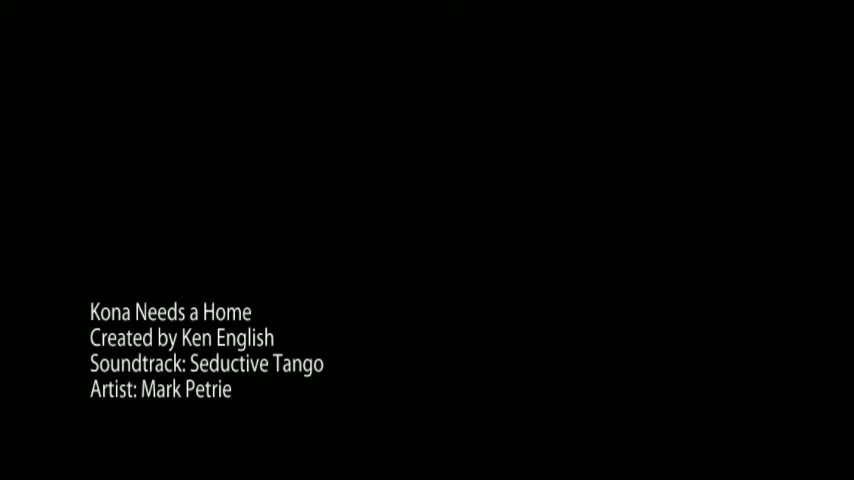 Kona Needs a Home
Created by Ken English
Soundtrack: Seductive Tango
Artist: Mark Petrie